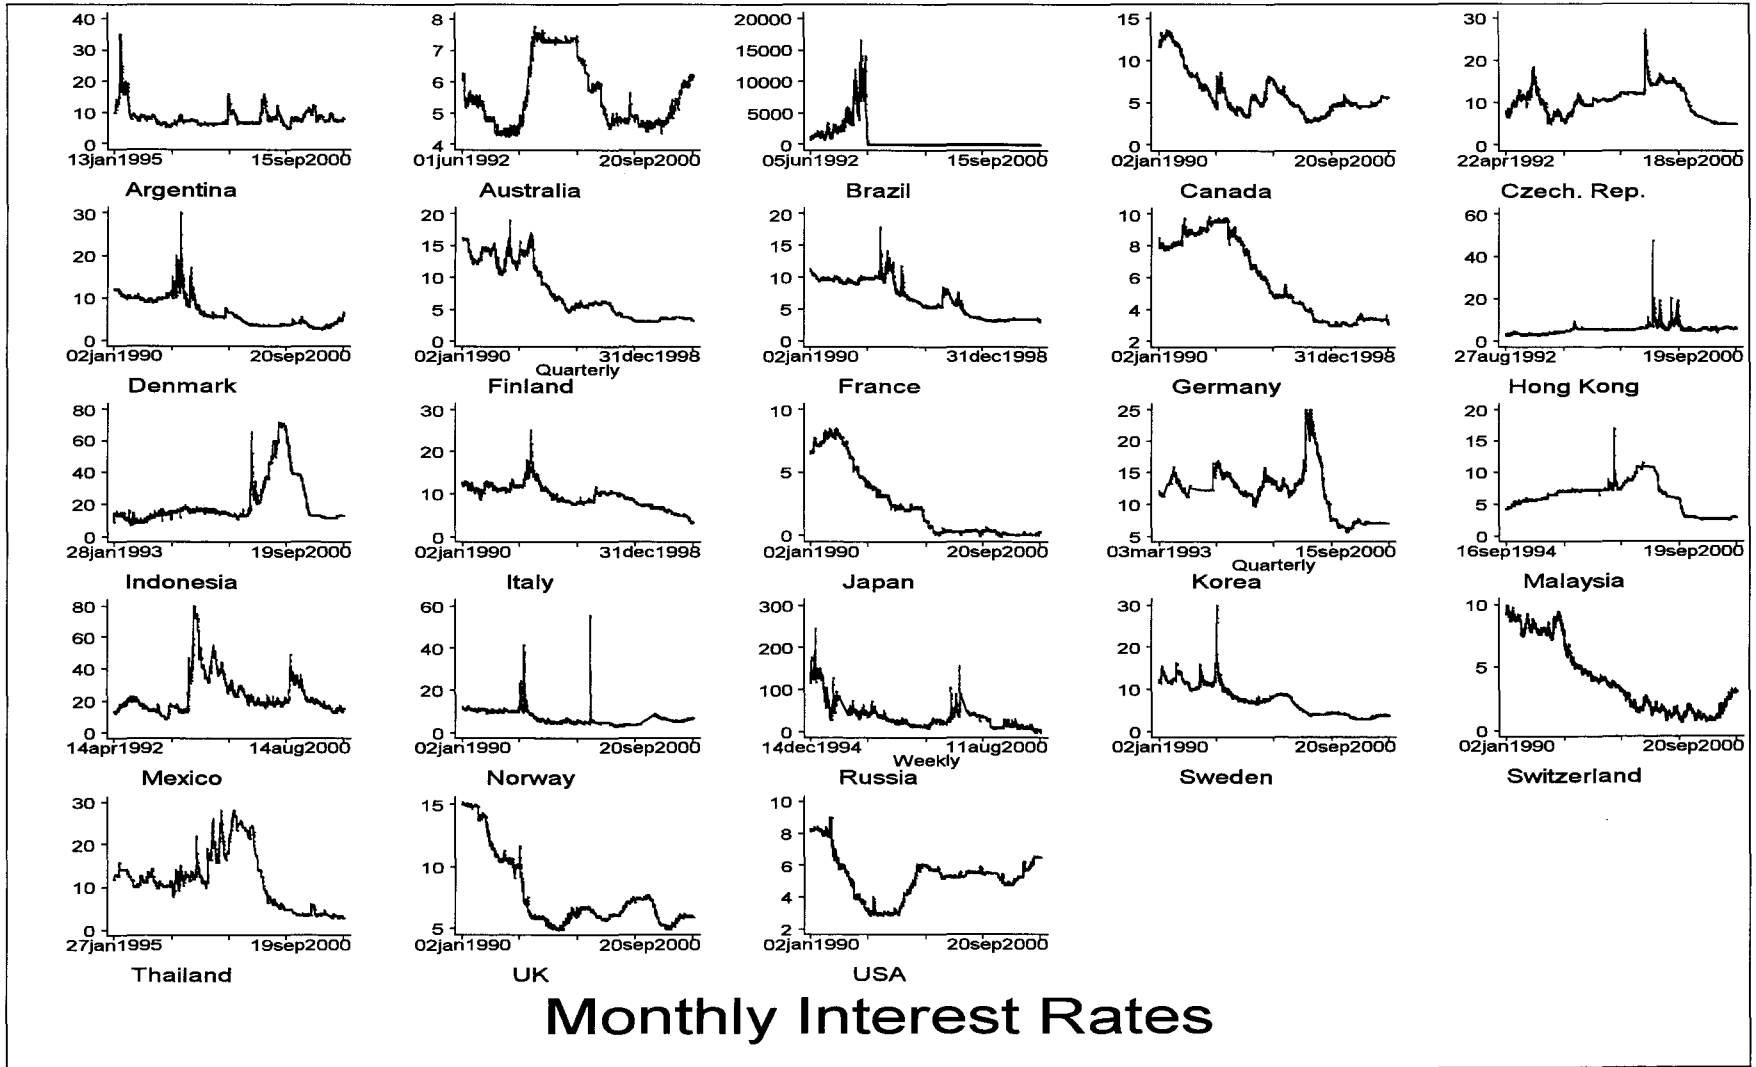 40 30 20 10 0
13jan1995 15sep2000
Argentina
8 7 6 5 4
01jun1992 20sep2000
Australia
20000 15000 10000 5000 0
05jun1992 15sep2000
Brazil
15 10 5 0
02jan1990 20sep2000
Canada
30 20 10 0
22apr1992 18sep2000
Czech. Rep.
30 20 10 0
02jan1990 20sep2000
Denmark
20 15 10 5 0
02jan1990 31dec1998
Quarterly
Finland
20 15 10 5 0
02jan1990 31dec1998
France
10 8 6 4 2
02jan1990 31dec1998
Germany
60 40 20 0
27aug1992 19sep2000
Hong Kong
80 60 40 20 0
28jan1993 19sep2000
Indonesia
30 20 10 0
02jan1990 31dec1998
Italy
10 5 0
02jan1990 20sep2000
Japan
25 20 15 10 5
03mar1993 15sep2000
Quarterly
Korea
20 15 10 5 0
16sep1994 19sep2000
Malaysia
80 60 40 20 0
14apr1992 14aug2000
Mexico
60 40 20 0
02jan1990 20sep2000
Norway
300 200 100 0
14dec1994 11aug2000
Weekly
Russia
30 20 10 0
02jan1990 20sep2000
Sweden
10 5 0
02jan1990 20sep2000
Switzerland
30 20 10 0
27jan1995 19sep2000
Thailand
15 10 5
02jan1990 20sep2000
UK
10 8 6 4 2
02jan1990 20sep2000
USA
Monthly Interest Rates